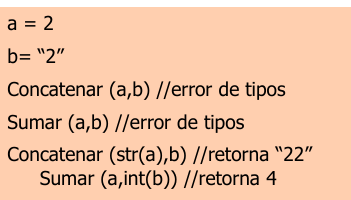 a = 2
b= “2”
Concatenar (a,b) //error de tipos
Sumar (a,b) //error de tipos
Concatenar (str(a),b) //retorna “22”
Sumar (a,int(b)) //retorna 4